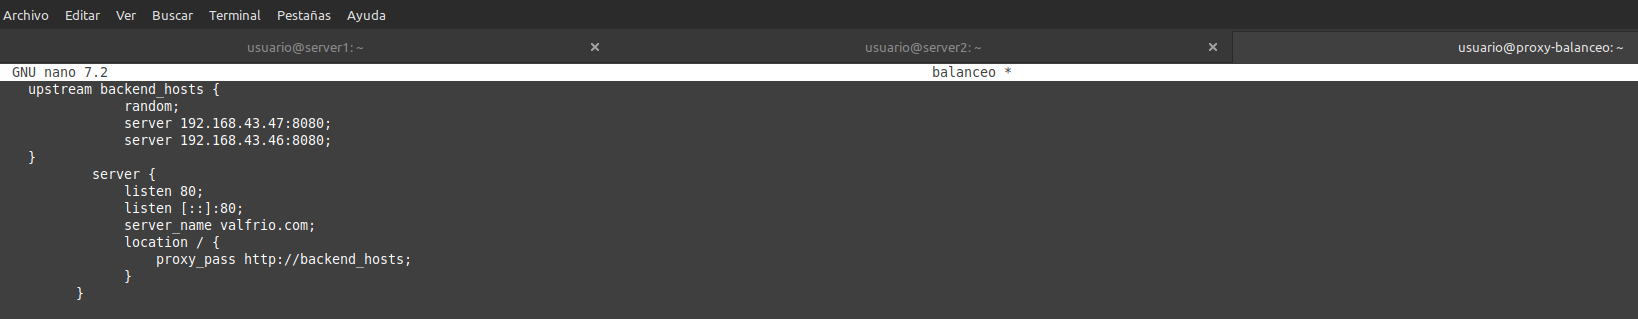 Archivo Editar Ver Buscar Terminal Pestañas Ayuda
usuario@server1: ~ × usuario@server2: ~ × usuario@proxy-balanceo: ~
GNU nano 7.2 balanceo *
upstream backend_hosts {
random;
server 192.168.43.47:8080;
server 192.168.43.46:8080;
}
server {
listen 80;
listen [::]:80;
server_name valfrio.com;
location / {
proxy_pass http://backend_hosts;
}
}